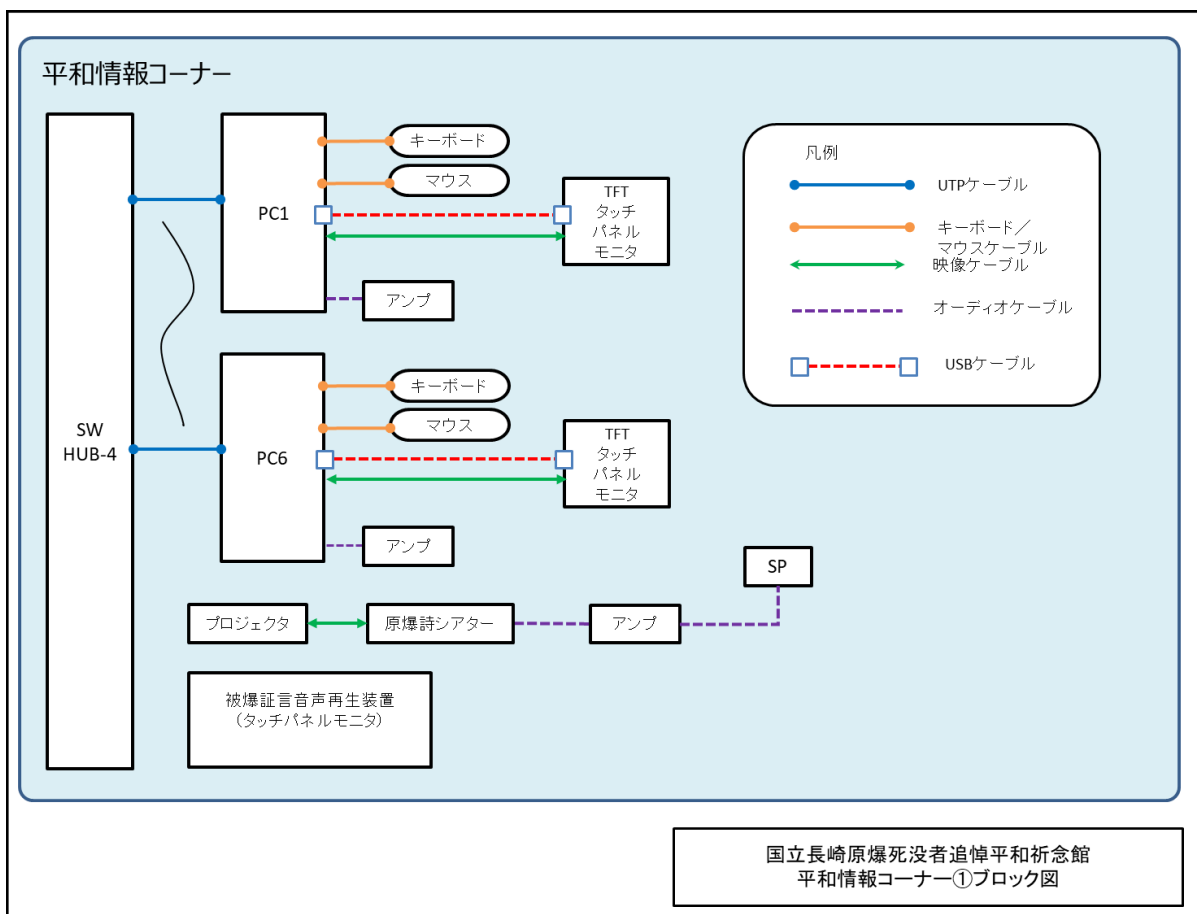 平和情報コーナー
SW
HUB-4
PC1
キーボード
マウス
TFT
タッチ
パネル
モニタ
アンプ
PC6
キーボード
マウス
TFT
タッチ
パネル
モニタ
アンプ
プロジェクタ
原爆詩シアター
アンプ
SP
被爆証言音声再生装置
(タッチパネルモニタ)
凡例
UTPケーブル
キーボード／
マウスケーブル
映像ケーブル
オーディオケーブル
USBケーブル
国立長崎原爆死没者追悼平和祈念館
平和情報コーナー①ブロック図